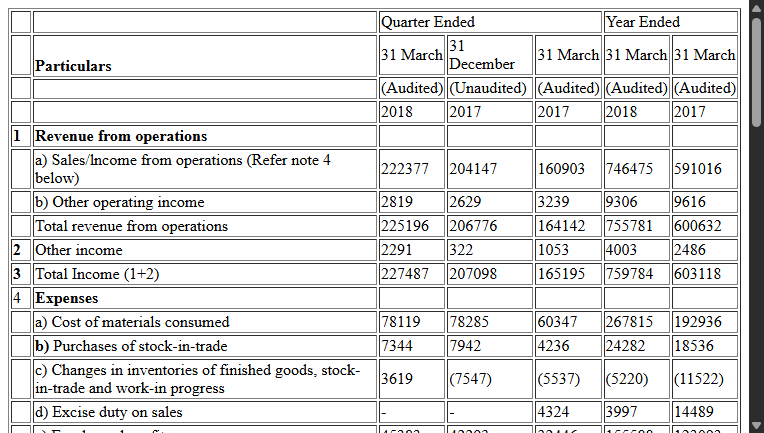 Quarter Ended Year Ended
Particulars 31 March 31 December 31 March 31 March 31 March
(Audited) (Unaudited) (Audited) (Audited) (Audited)
2018 2017 2017 2018 2017
1 Revenue from operations
a) Sales/Income from operations (Refer note 4 below) 222377 204147 160903 746475 591016
b) Other operating income 2819 2629 3239 9306 9616
Total revenue from operations 225196 206776 164142 755781 600632
2 Other income 2291 322 1053 4003 2486
3 Total Income (1+2) 227487 207098 165195 759784 603118
4 Expenses
a) Cost of materials consumed 78119 78285 60347 267815 192936
b) Purchases of stock-in-trade 7344 7942 4236 24282 18536
c) Changes in inventories of finished goods, stock-in-trade and work-in progress 3619 (7547) (5537) (5220) (11522)
d) Excise duty on sales - - 4324 3997 14489